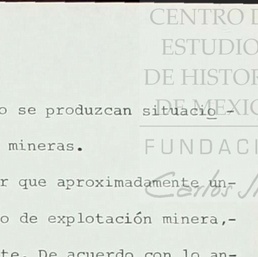 CENTRO D
ESTUDIO
DE HISTOR
DE MEXIC
FUNDACI
Carlos
o se produzcan situacio -
mineras.
r que aproximadamente un-
o de explotación minera,-
te. De acuerdo con lo an-